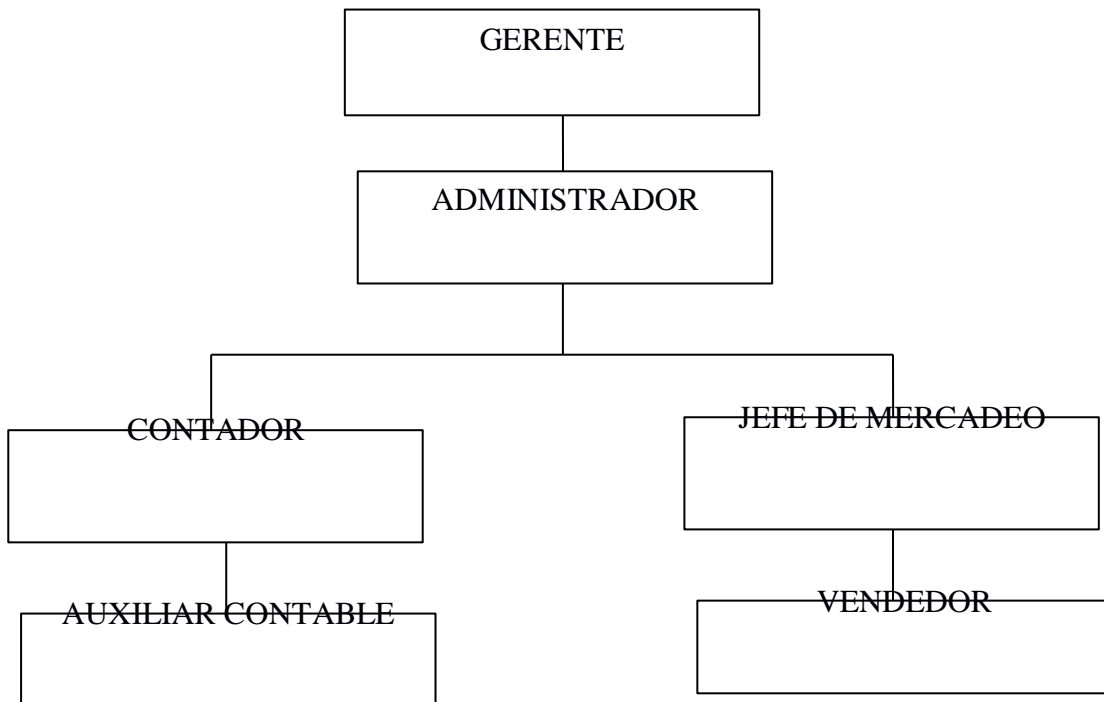 GERENTE
ADMINISTRADOR
CONTADOR
JEFE DE MERCADEO
AUXILIAR CONTABLE
VENDEDOR